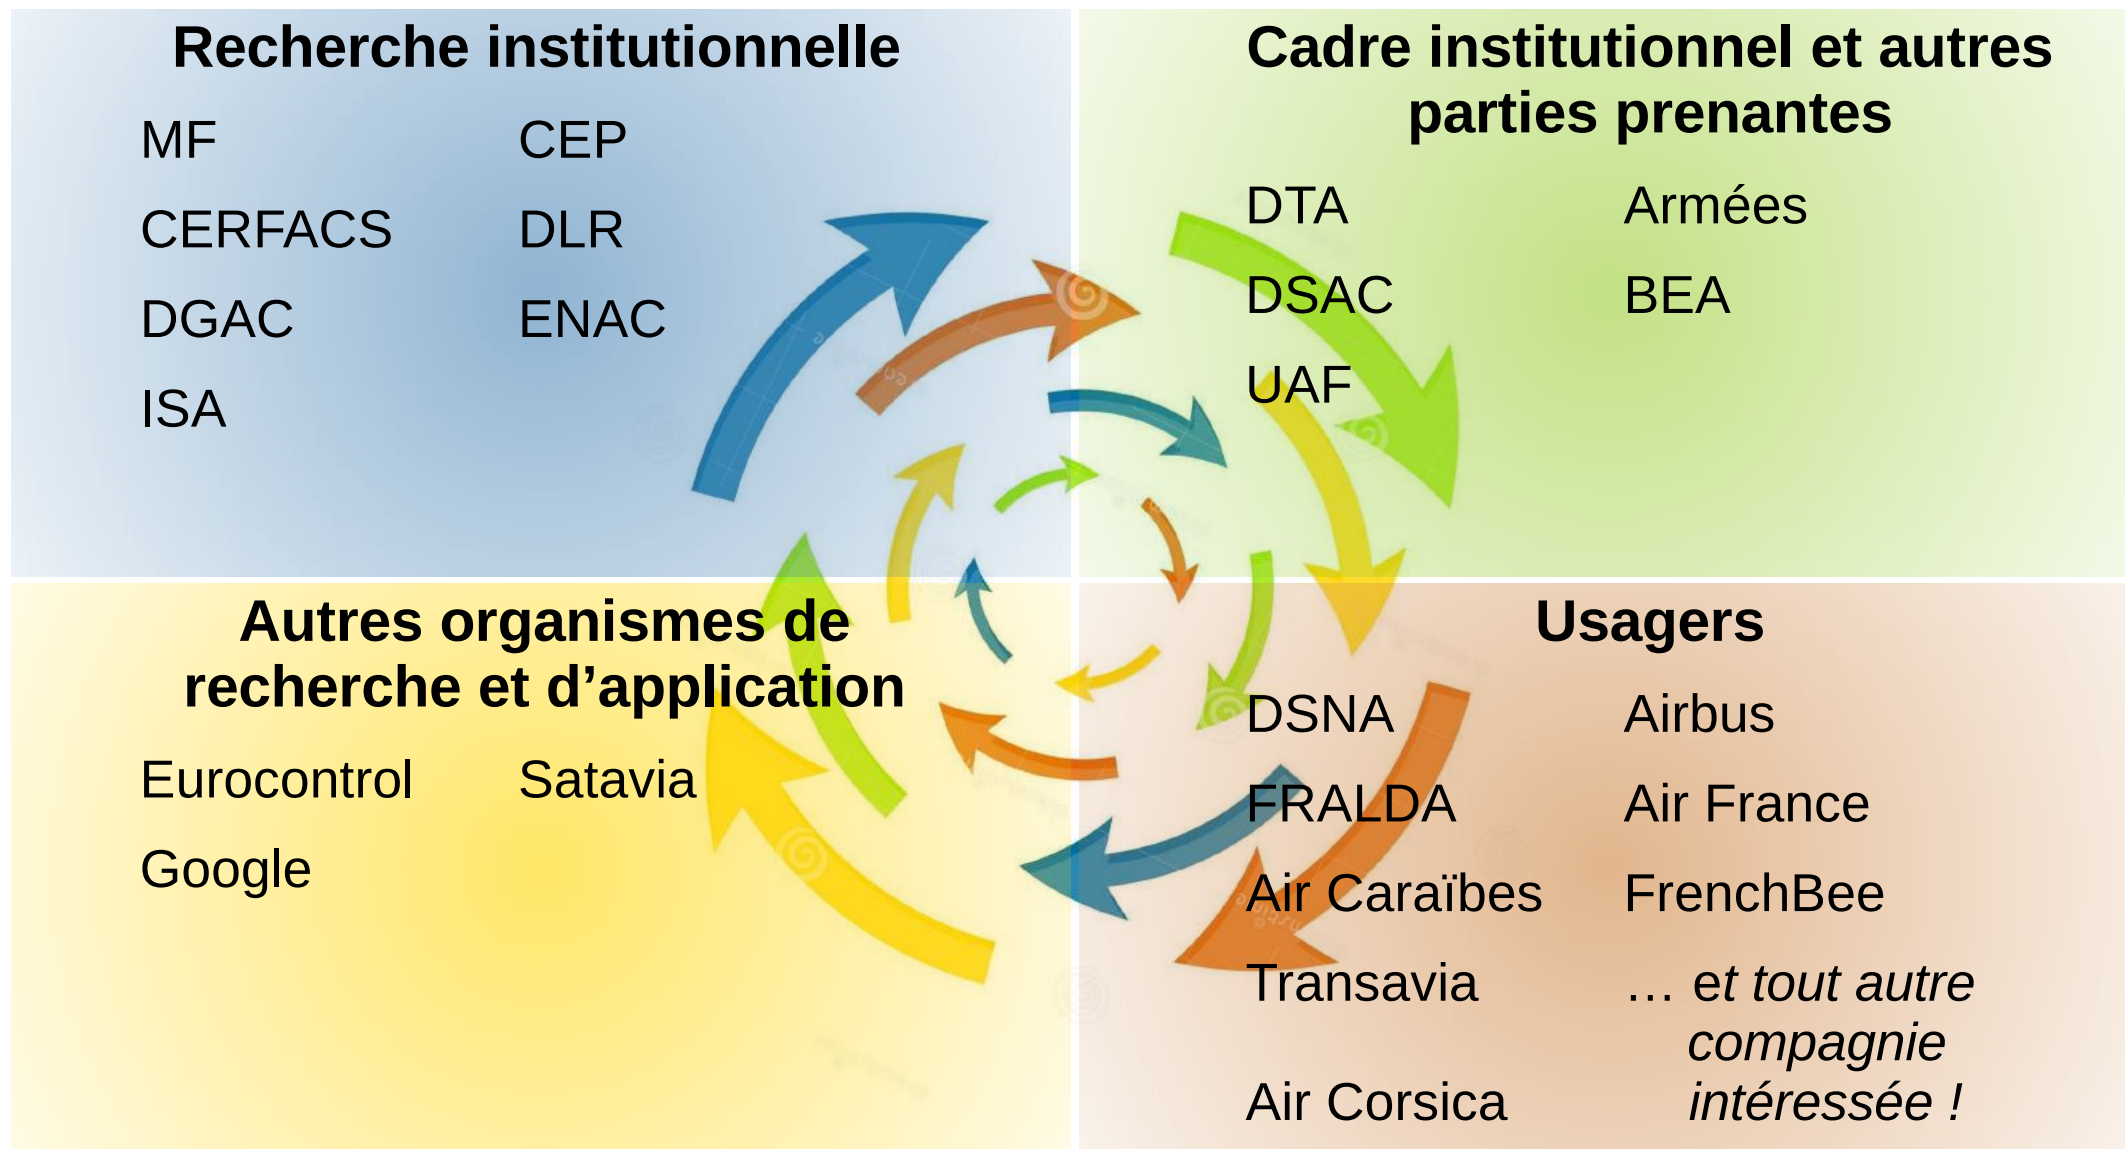 Recherche institutionnelle
MF CEP
CERFACS DLR
DGAC ENAC
ISA
Cadre institutionnel et autres
parties prenantes
DTA Armées
DSAC BEA
UAF
Autres organismes de
recherche et d’application
Eurocontrol Satavia
Google
Usagers
DSNA Airbus
FRALDA Air France
Air Caraïbes FrenchBee
Transavia … et tout autre
compagnie
Air Corsica intéressée !